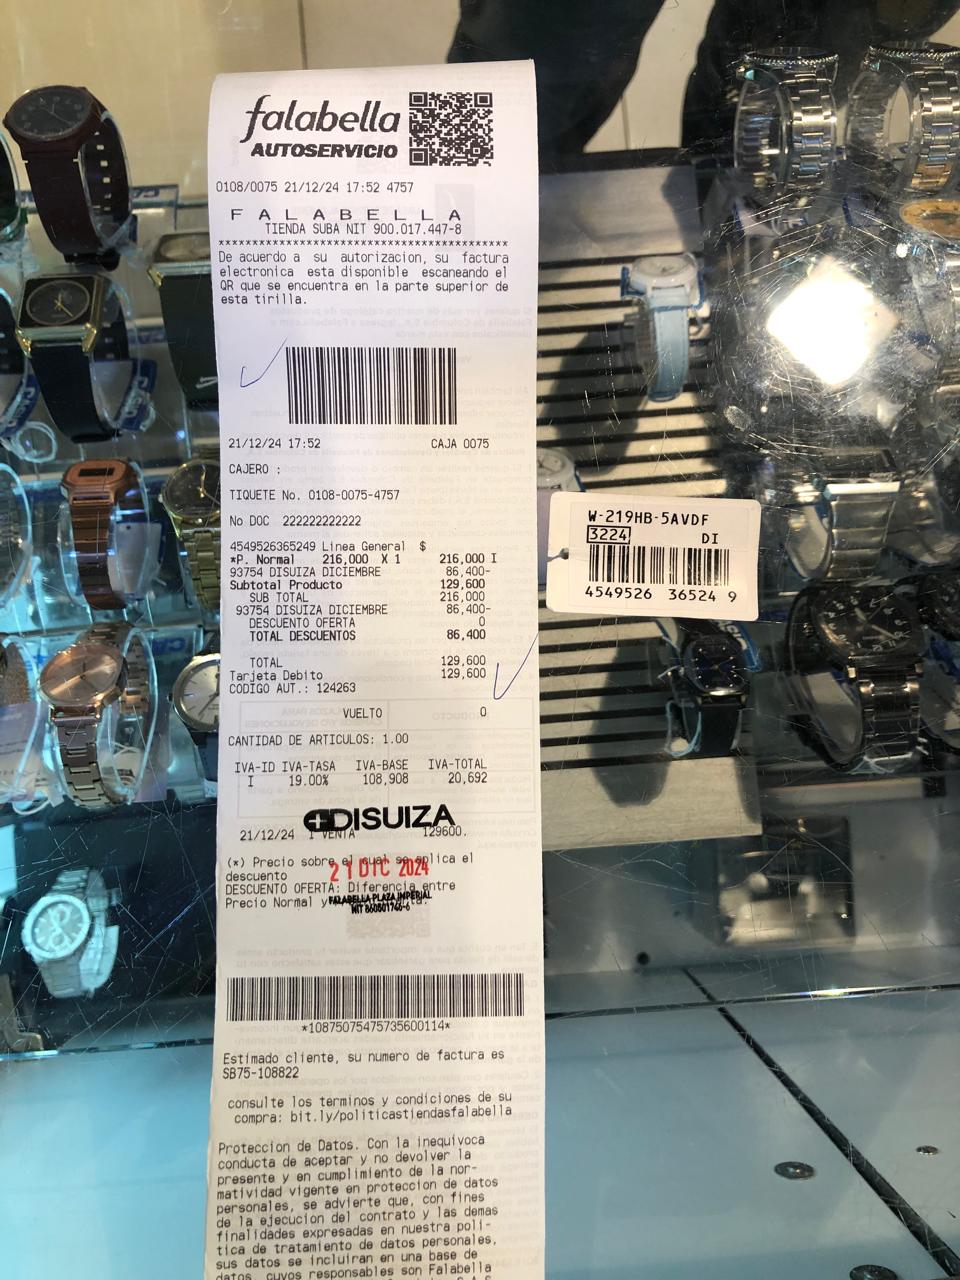 falabella
AUTOSERVICIO
0108/0075 21/12/24 17:52 4757
FALABELLA
TIENDA SUBA NIT 900.017.447-8
****************************************
De acuerdo a su autorizacion, su factura
electronica esta disponible escaneando el
QR que se encuentra en la parte superior de
esta tirilla.
21/12/24 17:52 CAJA 0075
CAJERO :
TIQUETE No. 0108-0075-4757
No DOC 222222222222
4549526365249 Linea General $
*P. Normal 216,000 X 1 216,000 I
93754 DISUIZA DICIEMBRE 86,400-
Subtotal Producto 129,600
SUB TOTAL 216,000
93754 DISUIZA DICIEMBRE 86,400-
DESCUENTO OFERTA 0
TOTAL DESCUENTOS 86,400
TOTAL 129,600
Tarjeta Debito 129,600
CODIGO AUT.: 124263
VUELTO 0
CANTIDAD DE ARTICULOS: 1.00
IVA-ID IVA-TASA IVA-BASE IVA-TOTAL
I 19.00% 108,908 20,692
DISUIZA
21/12/24 1 VENTA 129600.
(*) Precio sobre el cual se aplica el
descuento
21 DIC 2024
DESCUENTO OFERTA: Diferencia entre
Precio Normal y
FALABELLA PLAZA IMPERIAL
NIT 860801746-6
*10875075475735600114*
Estimado cliente, su numero de factura es
SB75-108822
consulte los terminos y condiciones de su
compra: bit.ly/politicastiendasfalabella
Proteccion de Datos. Con la inequivoca
conducta de aceptar y no devolver la
presente y en cumplimiento de la nor-
matividad vigente en proteccion de datos
personales, se advierte que, con fines
de la ejecucion del contrato y las demas
finalidades expresadas en nuestra poli-
tica de tratamiento de datos personales,
sus datos se incluiran en una base de
datos, cuyos responsables son Falabella
W-219HB-5AVDF
3224 DI
4549526 36524 9